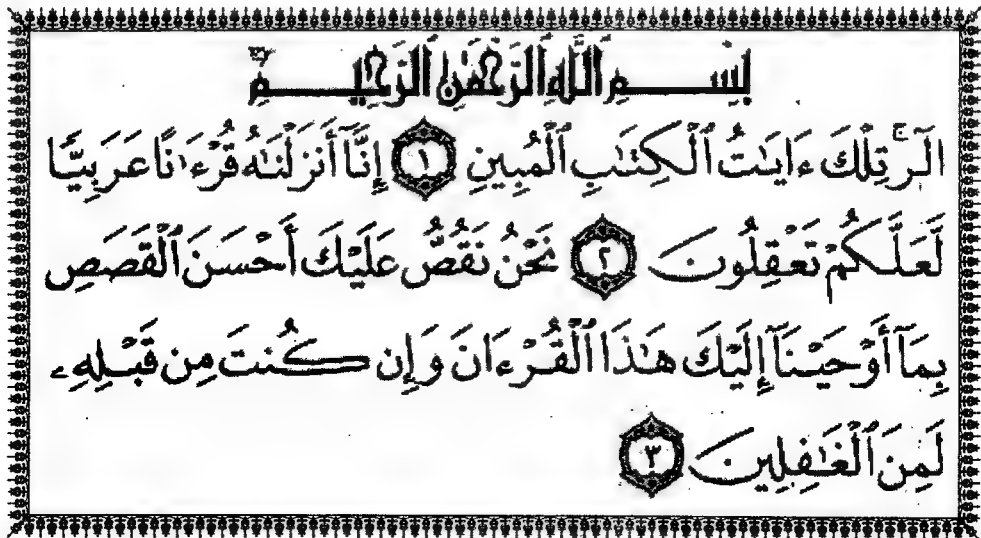 بِسْمِ ٱللَّهِ ٱلرَّحْمَٰنِ ٱلرَّحِيمِ
الٓرۚ تِلْكَ ءَايَٰتُ ٱلْكِتَٰبِ ٱلْمُبِينِ ١ إِنَّآ أَنزَلْنَٰهُ قُرْءَٰنًا عَرَبِيًّا
لَّعَلَّكُمْ تَعْقِلُونَ ٢ نَحْنُ نَقُصُّ عَلَيْكَ أَحْسَنَ ٱلْقَصَصِ
بِمَآ أَوْحَيْنَآ إِلَيْكَ هَٰذَا ٱلْقُرْءَانَ وَإِن كُنتَ مِن قَبْلِهِۦ
لَمِنَ ٱلْغَٰفِلِينَ ٣